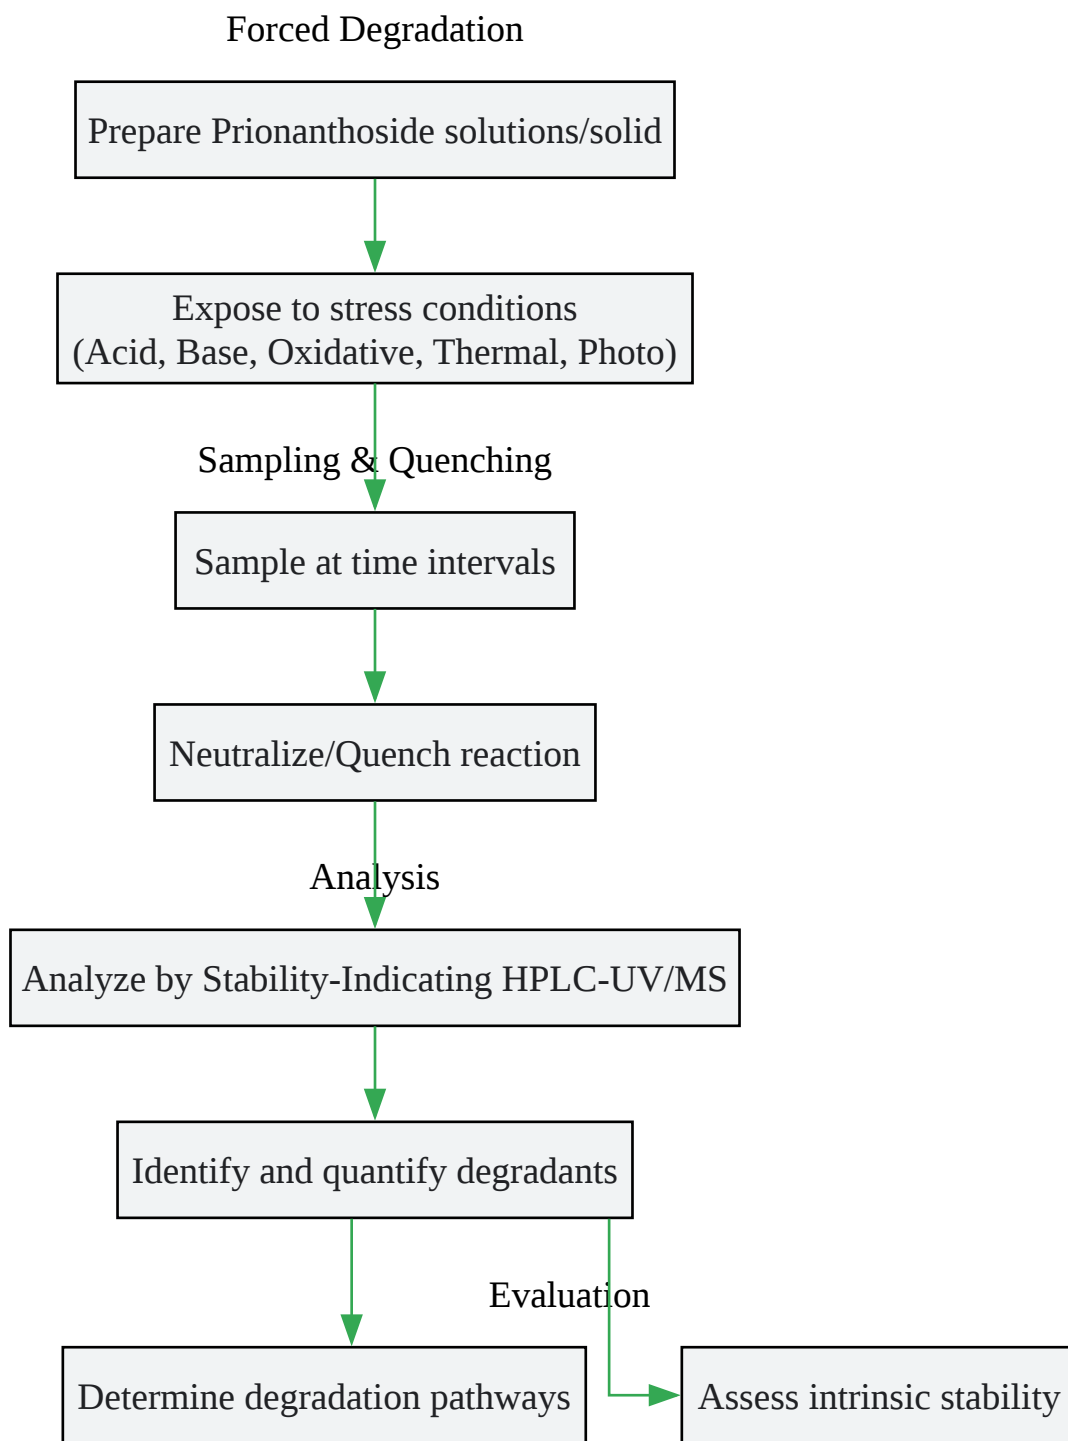 Forced Degradation
Prepare Prionanthoside solutions/solid
Expose to stress conditions
(Acid, Base, Oxidative, Thermal, Photo)
Sampling & Quenching
Sample at time intervals
Neutralize/Quench reaction
Analysis
Analyze by Stability-Indicating HPLC-UV/MS
Identify and quantify degradants
Evaluation
Determine degradation pathways
Assess intrinsic stability